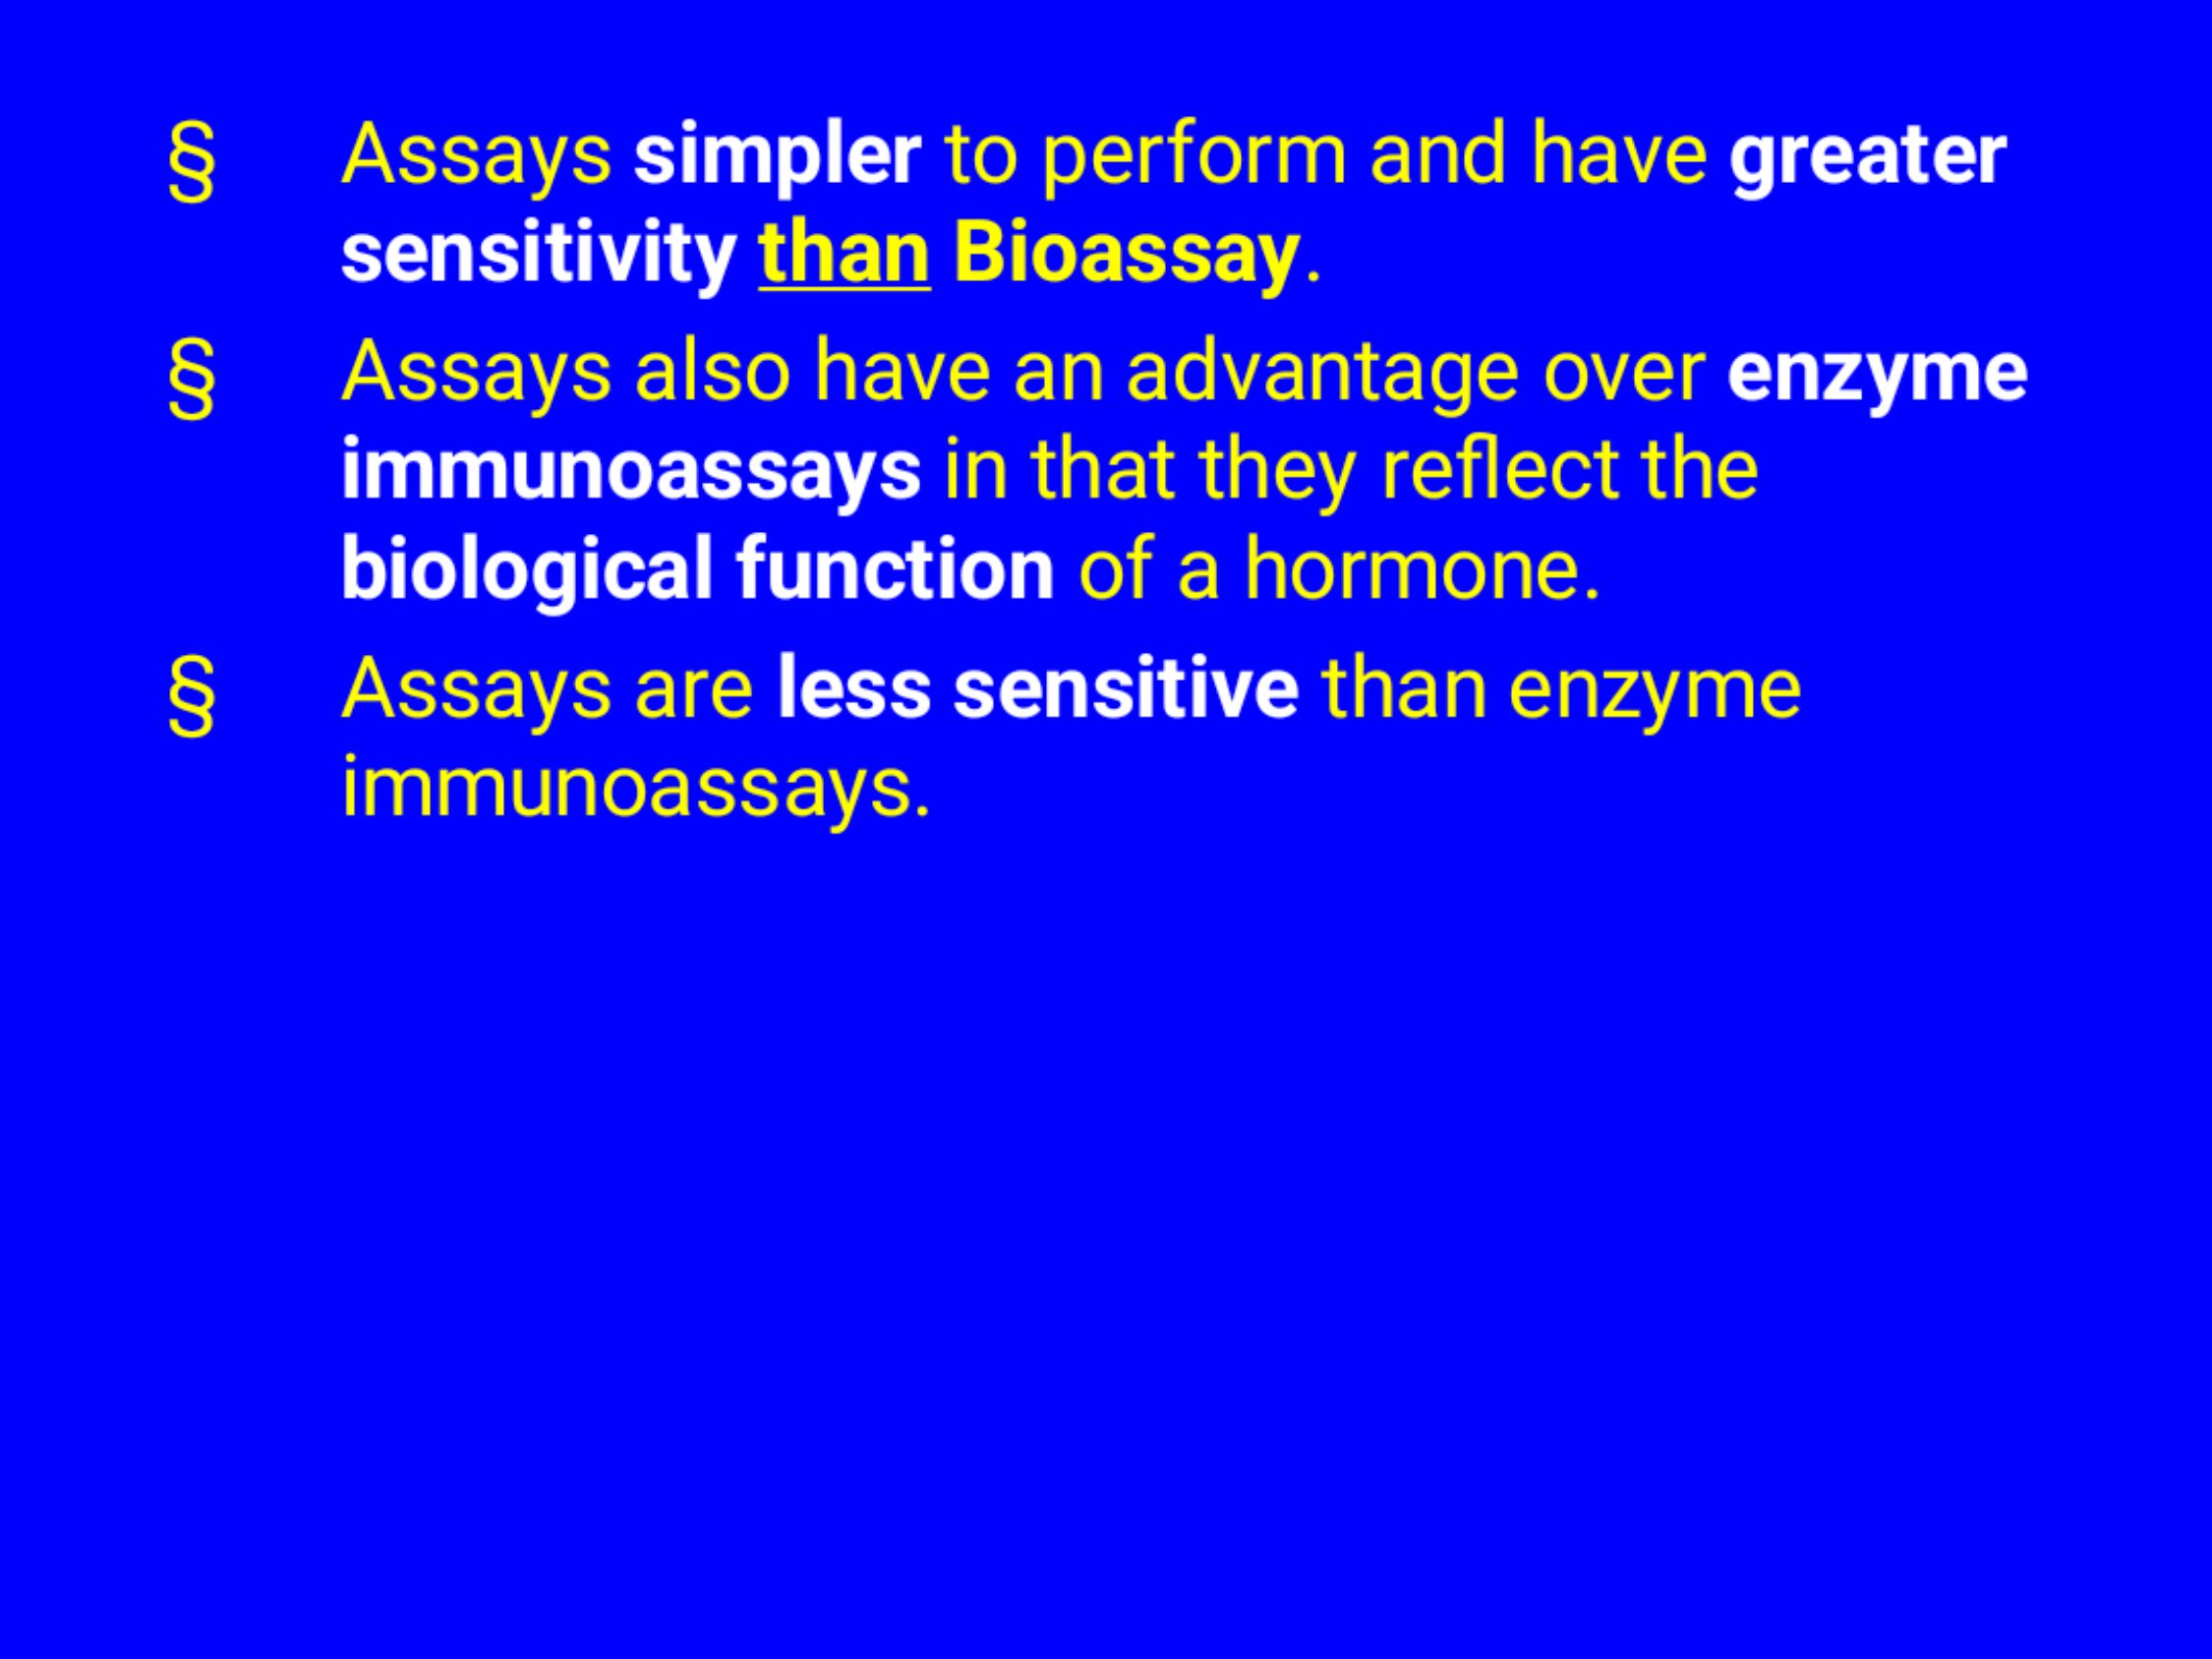 § Assays simpler to perform and have greater
sensitivity than Bioassay.
§ Assays also have an advantage over enzyme
immunoassays in that they reflect the
biological function of a hormone.
§ Assays are less sensitive than enzyme
immunoassays.